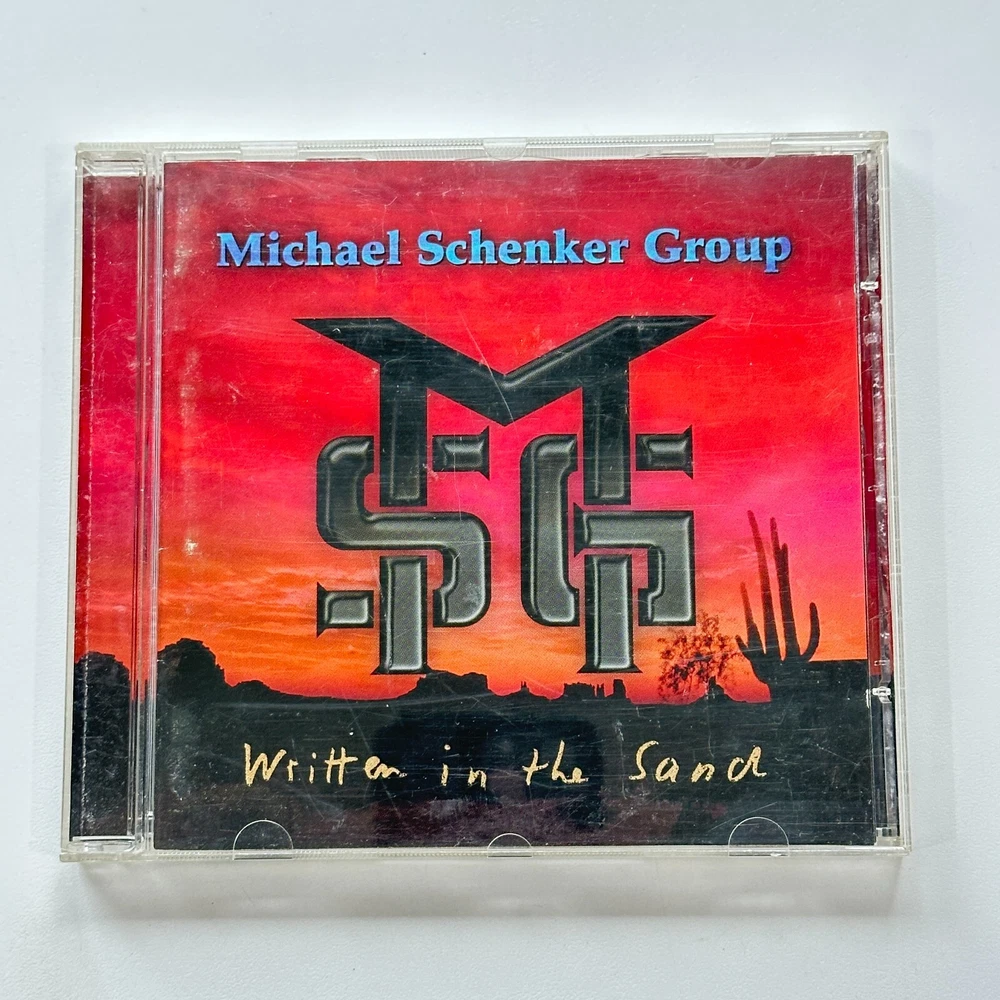 Michael Schenker Group
MSG
Written in the Sand